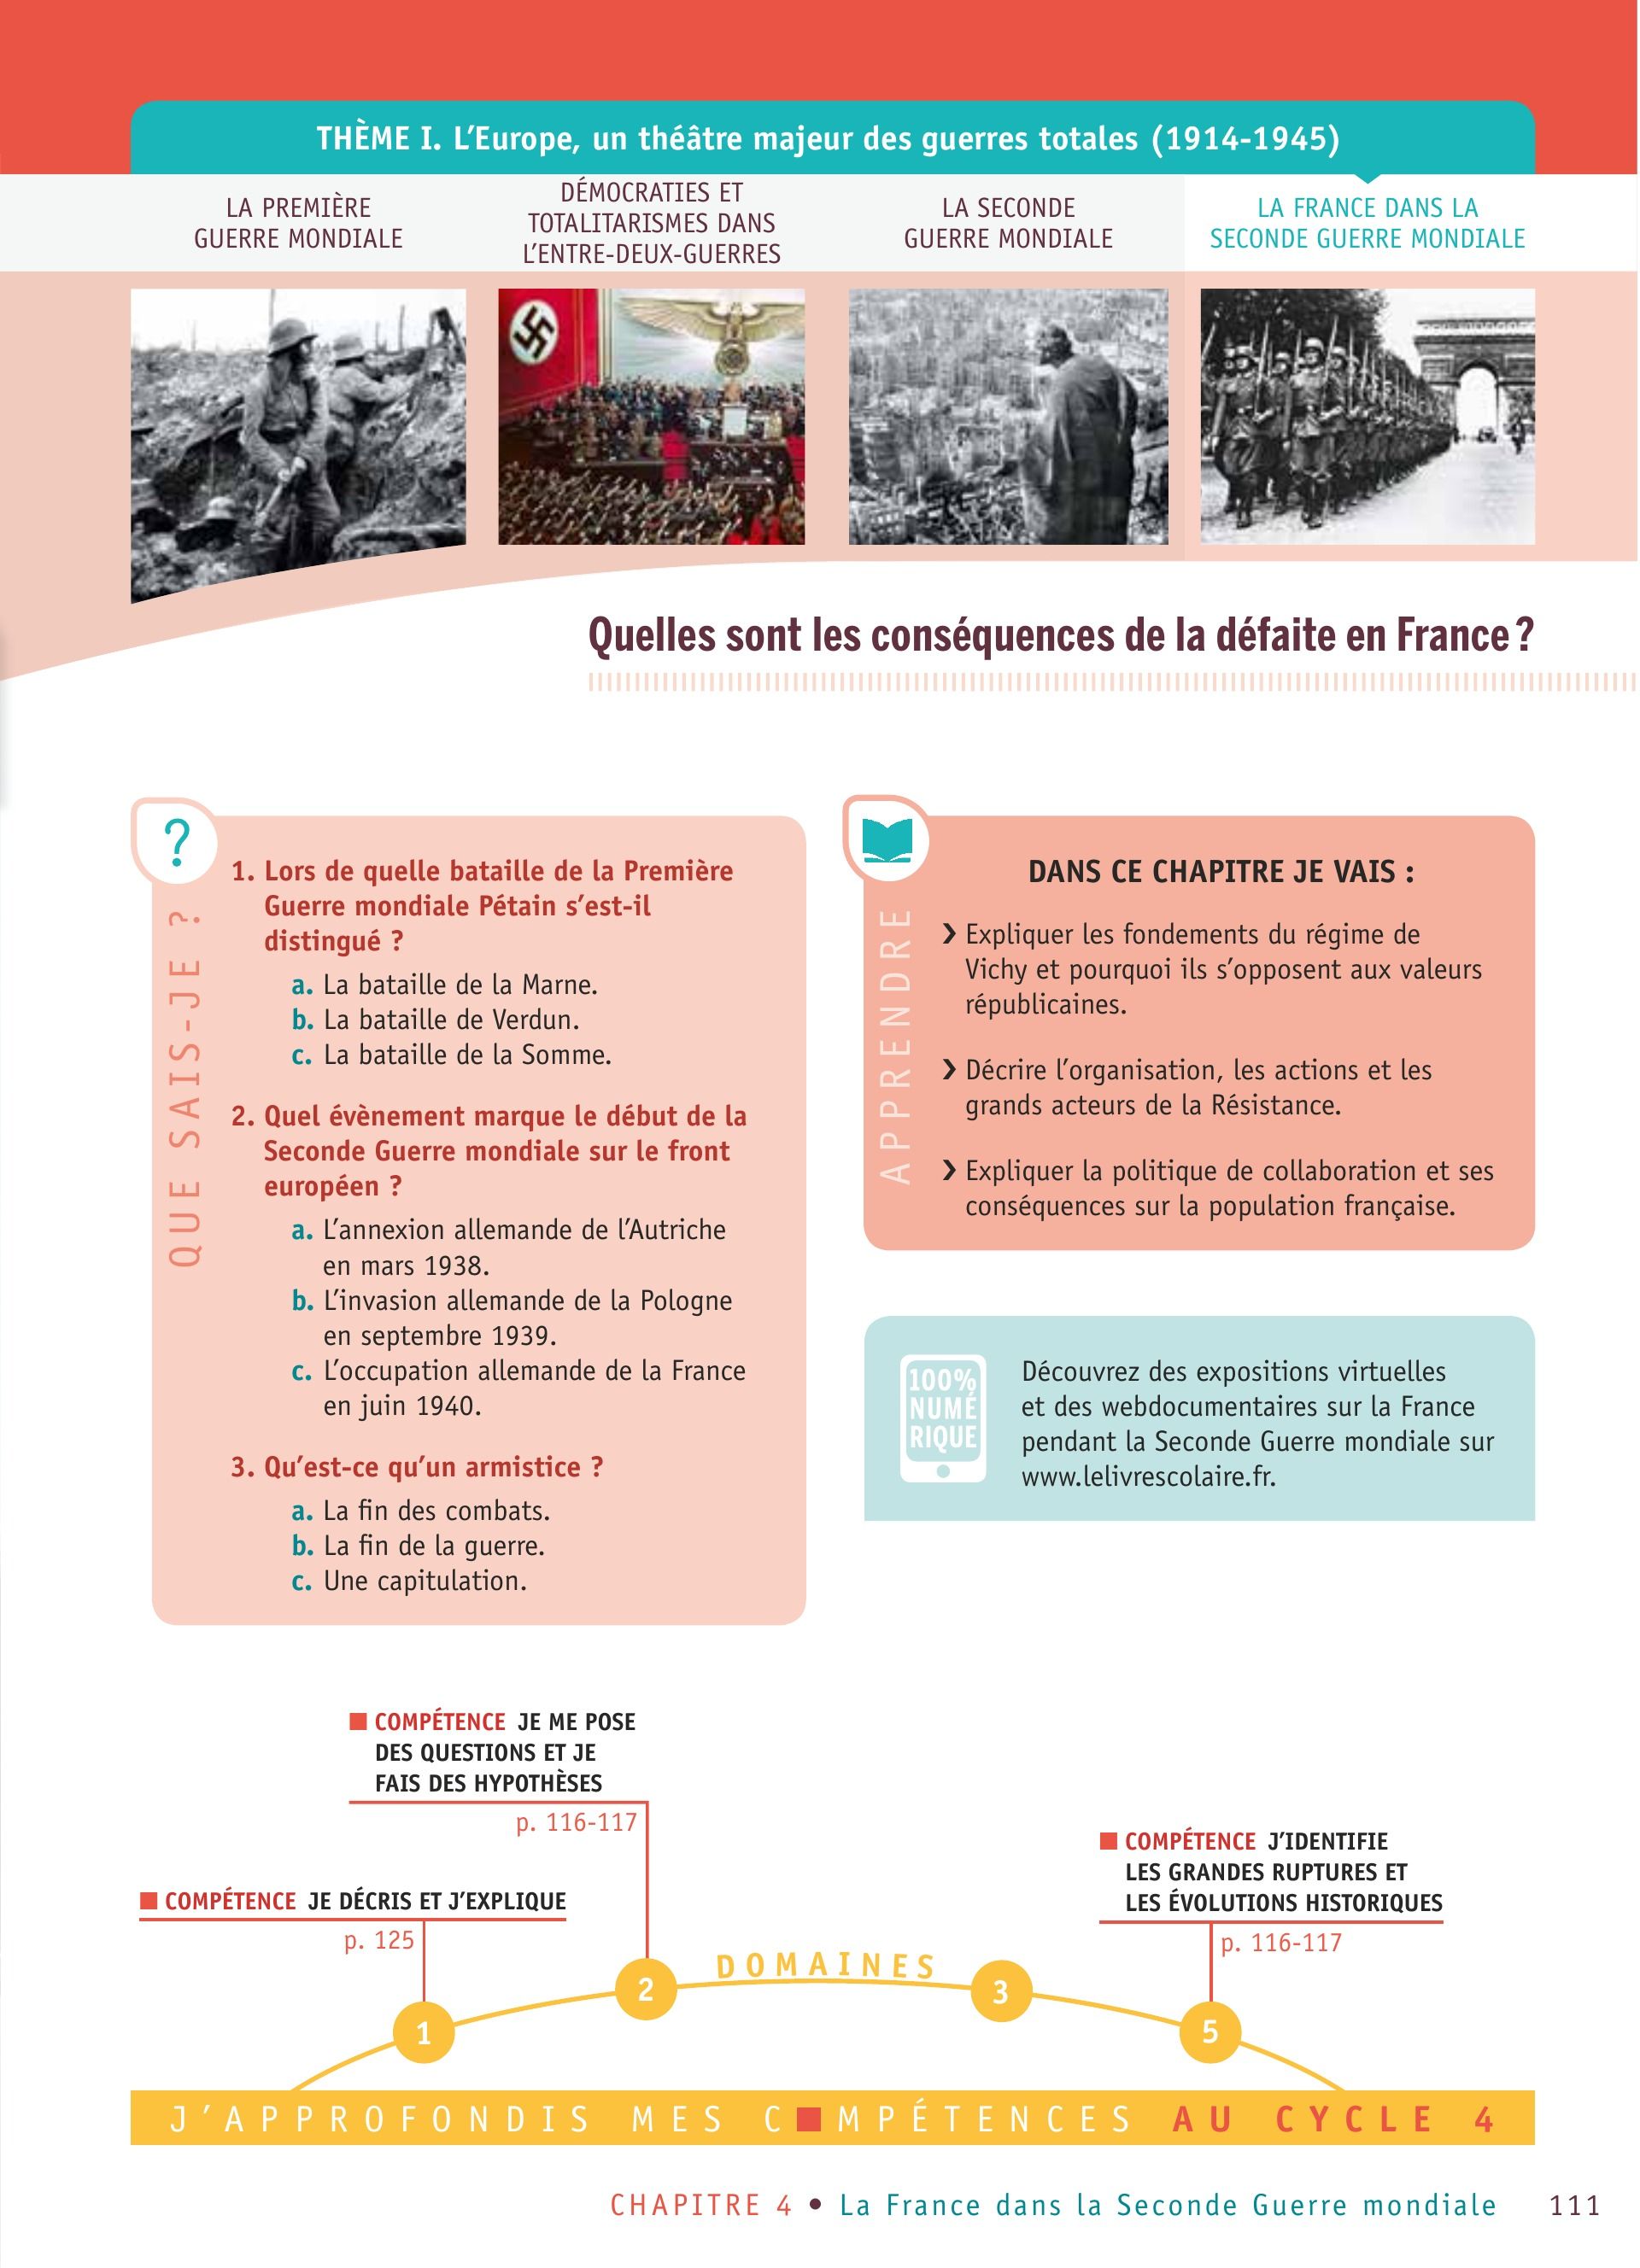 THÈME I. L’Europe, un théâtre majeur des guerres totales (1914-1945)
LA PREMIÈRE
GUERRE MONDIALE
DÉMOCRATIES ET
TOTALITARISMES DANS
L’ENTRE-DEUX-GUERRES
LA SECONDE
GUERRE MONDIALE
LA FRANCE DANS LA
SECONDE GUERRE MONDIALE
Quelles sont les conséquences de la défaite en France ?
?
QUE SAIS-JE ?
1. Lors de quelle bataille de la Première
Guerre mondiale Pétain s’est-il
distingué ?
a. La bataille de la Marne.
b. La bataille de Verdun.
c. La bataille de la Somme.
2. Quel évènement marque le début de la
Seconde Guerre mondiale sur le front
européen ?
a. L’annexion allemande de l’Autriche
en mars 1938.
b. L’invasion allemande de la Pologne
en septembre 1939.
c. L’occupation allemande de la France
en juin 1940.
3. Qu’est-ce qu’un armistice ?
a. La fin des combats.
b. La fin de la guerre.
c. Une capitulation.
APPRENDRE
DANS CE CHAPITRE JE VAIS :
❯ Expliquer les fondements du régime de
Vichy et pourquoi ils s’opposent aux valeurs
républicaines.
❯ Décrire l’organisation, les actions et les
grands acteurs de la Résistance.
❯ Expliquer la politique de collaboration et ses
conséquences sur la population française.
100%
NUMÉ
RIQUE
Découvrez des expositions virtuelles
et des webdocumentaires sur la France
pendant la Seconde Guerre mondiale sur
www.lelivrescolaire.fr.
■ COMPÉTENCE JE ME POSE
DES QUESTIONS ET JE
FAIS DES HYPOTHÈSES
p. 116-117
■ COMPÉTENCE J’IDENTIFIE
LES GRANDES RUPTURES ET
LES ÉVOLUTIONS HISTORIQUES
p. 116-117
■ COMPÉTENCE JE DÉCRIS ET J’EXPLIQUE
p. 125
DOMAINES
1
2
3
5
J’APPROFONDIS MES C■MPÉTENCES AU CYCLE 4
CHAPITRE 4 • La France dans la Seconde Guerre mondiale 111